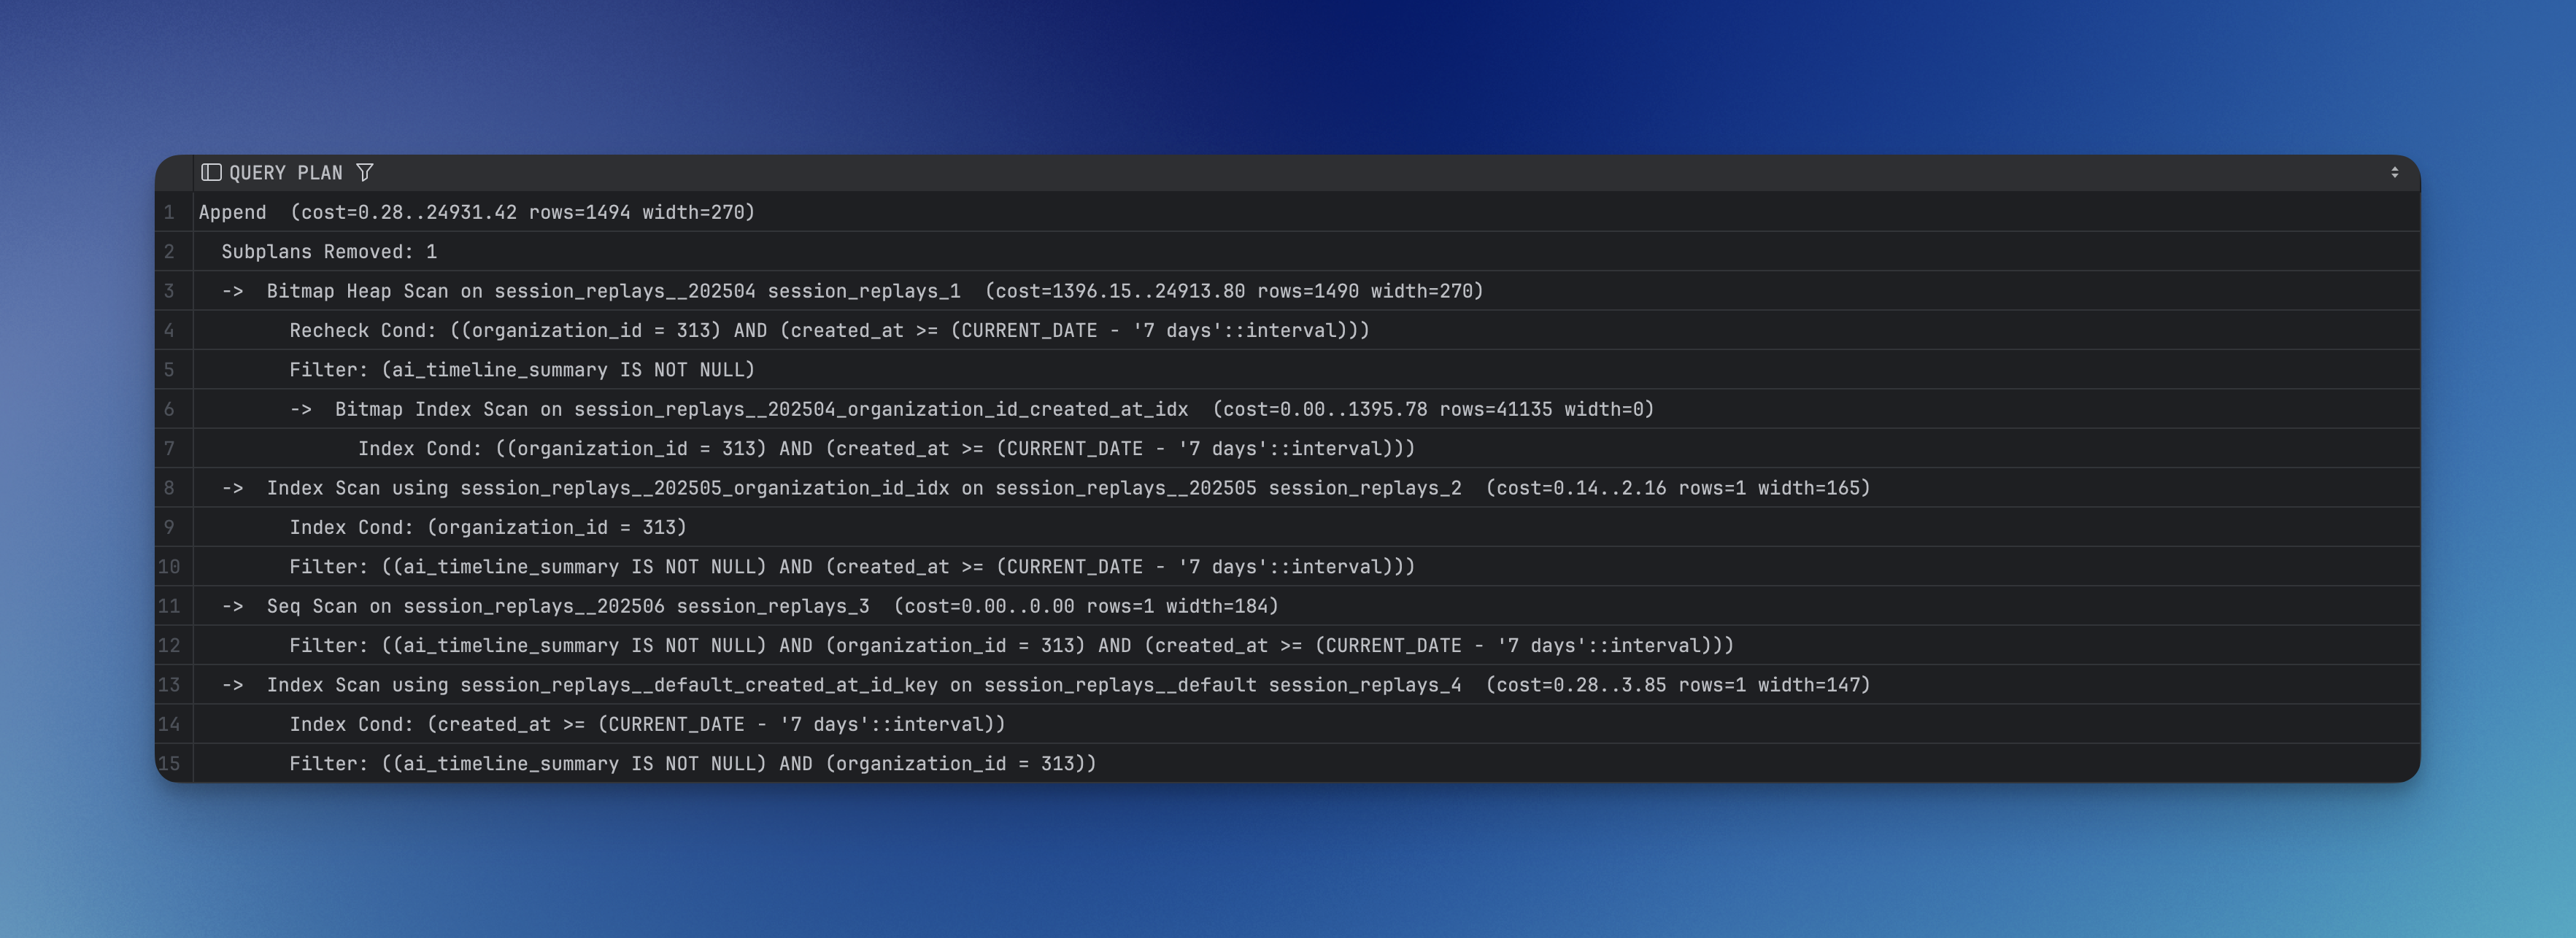 QUERY PLAN
1 Append  (cost=0.28..24931.42 rows=1494 width=270)
2   Subplans Removed: 1
3   ->  Bitmap Heap Scan on session_replays__202504 session_replays_1  (cost=1396.15..24913.80 rows=1490 width=270)
4         Recheck Cond: ((organization_id = 313) AND (created_at >= (CURRENT_DATE - '7 days'::interval)))
5         Filter: (ai_timeline_summary IS NOT NULL)
6         ->  Bitmap Index Scan on session_replays__202504_organization_id_created_at_idx  (cost=0.00..1395.78 rows=41135 width=0)
7               Index Cond: ((organization_id = 313) AND (created_at >= (CURRENT_DATE - '7 days'::interval)))
8   ->  Index Scan using session_replays__202505_organization_id_idx on session_replays__202505 session_replays_2  (cost=0.14..2.16 rows=1 width=165)
9         Index Cond: (organization_id = 313)
10         Filter: ((ai_timeline_summary IS NOT NULL) AND (created_at >= (CURRENT_DATE - '7 days'::interval)))
11   ->  Seq Scan on session_replays__202506 session_replays_3  (cost=0.00..0.00 rows=1 width=184)
12         Filter: ((ai_timeline_summary IS NOT NULL) AND (organization_id = 313) AND (created_at >= (CURRENT_DATE - '7 days'::interval)))
13   ->  Index Scan using session_replays__default_created_at_id_key on session_replays__default session_replays_4  (cost=0.28..3.85 rows=1 width=147)
14         Index Cond: (created_at >= (CURRENT_DATE - '7 days'::interval))
15         Filter: ((ai_timeline_summary IS NOT NULL) AND (organization_id = 313))